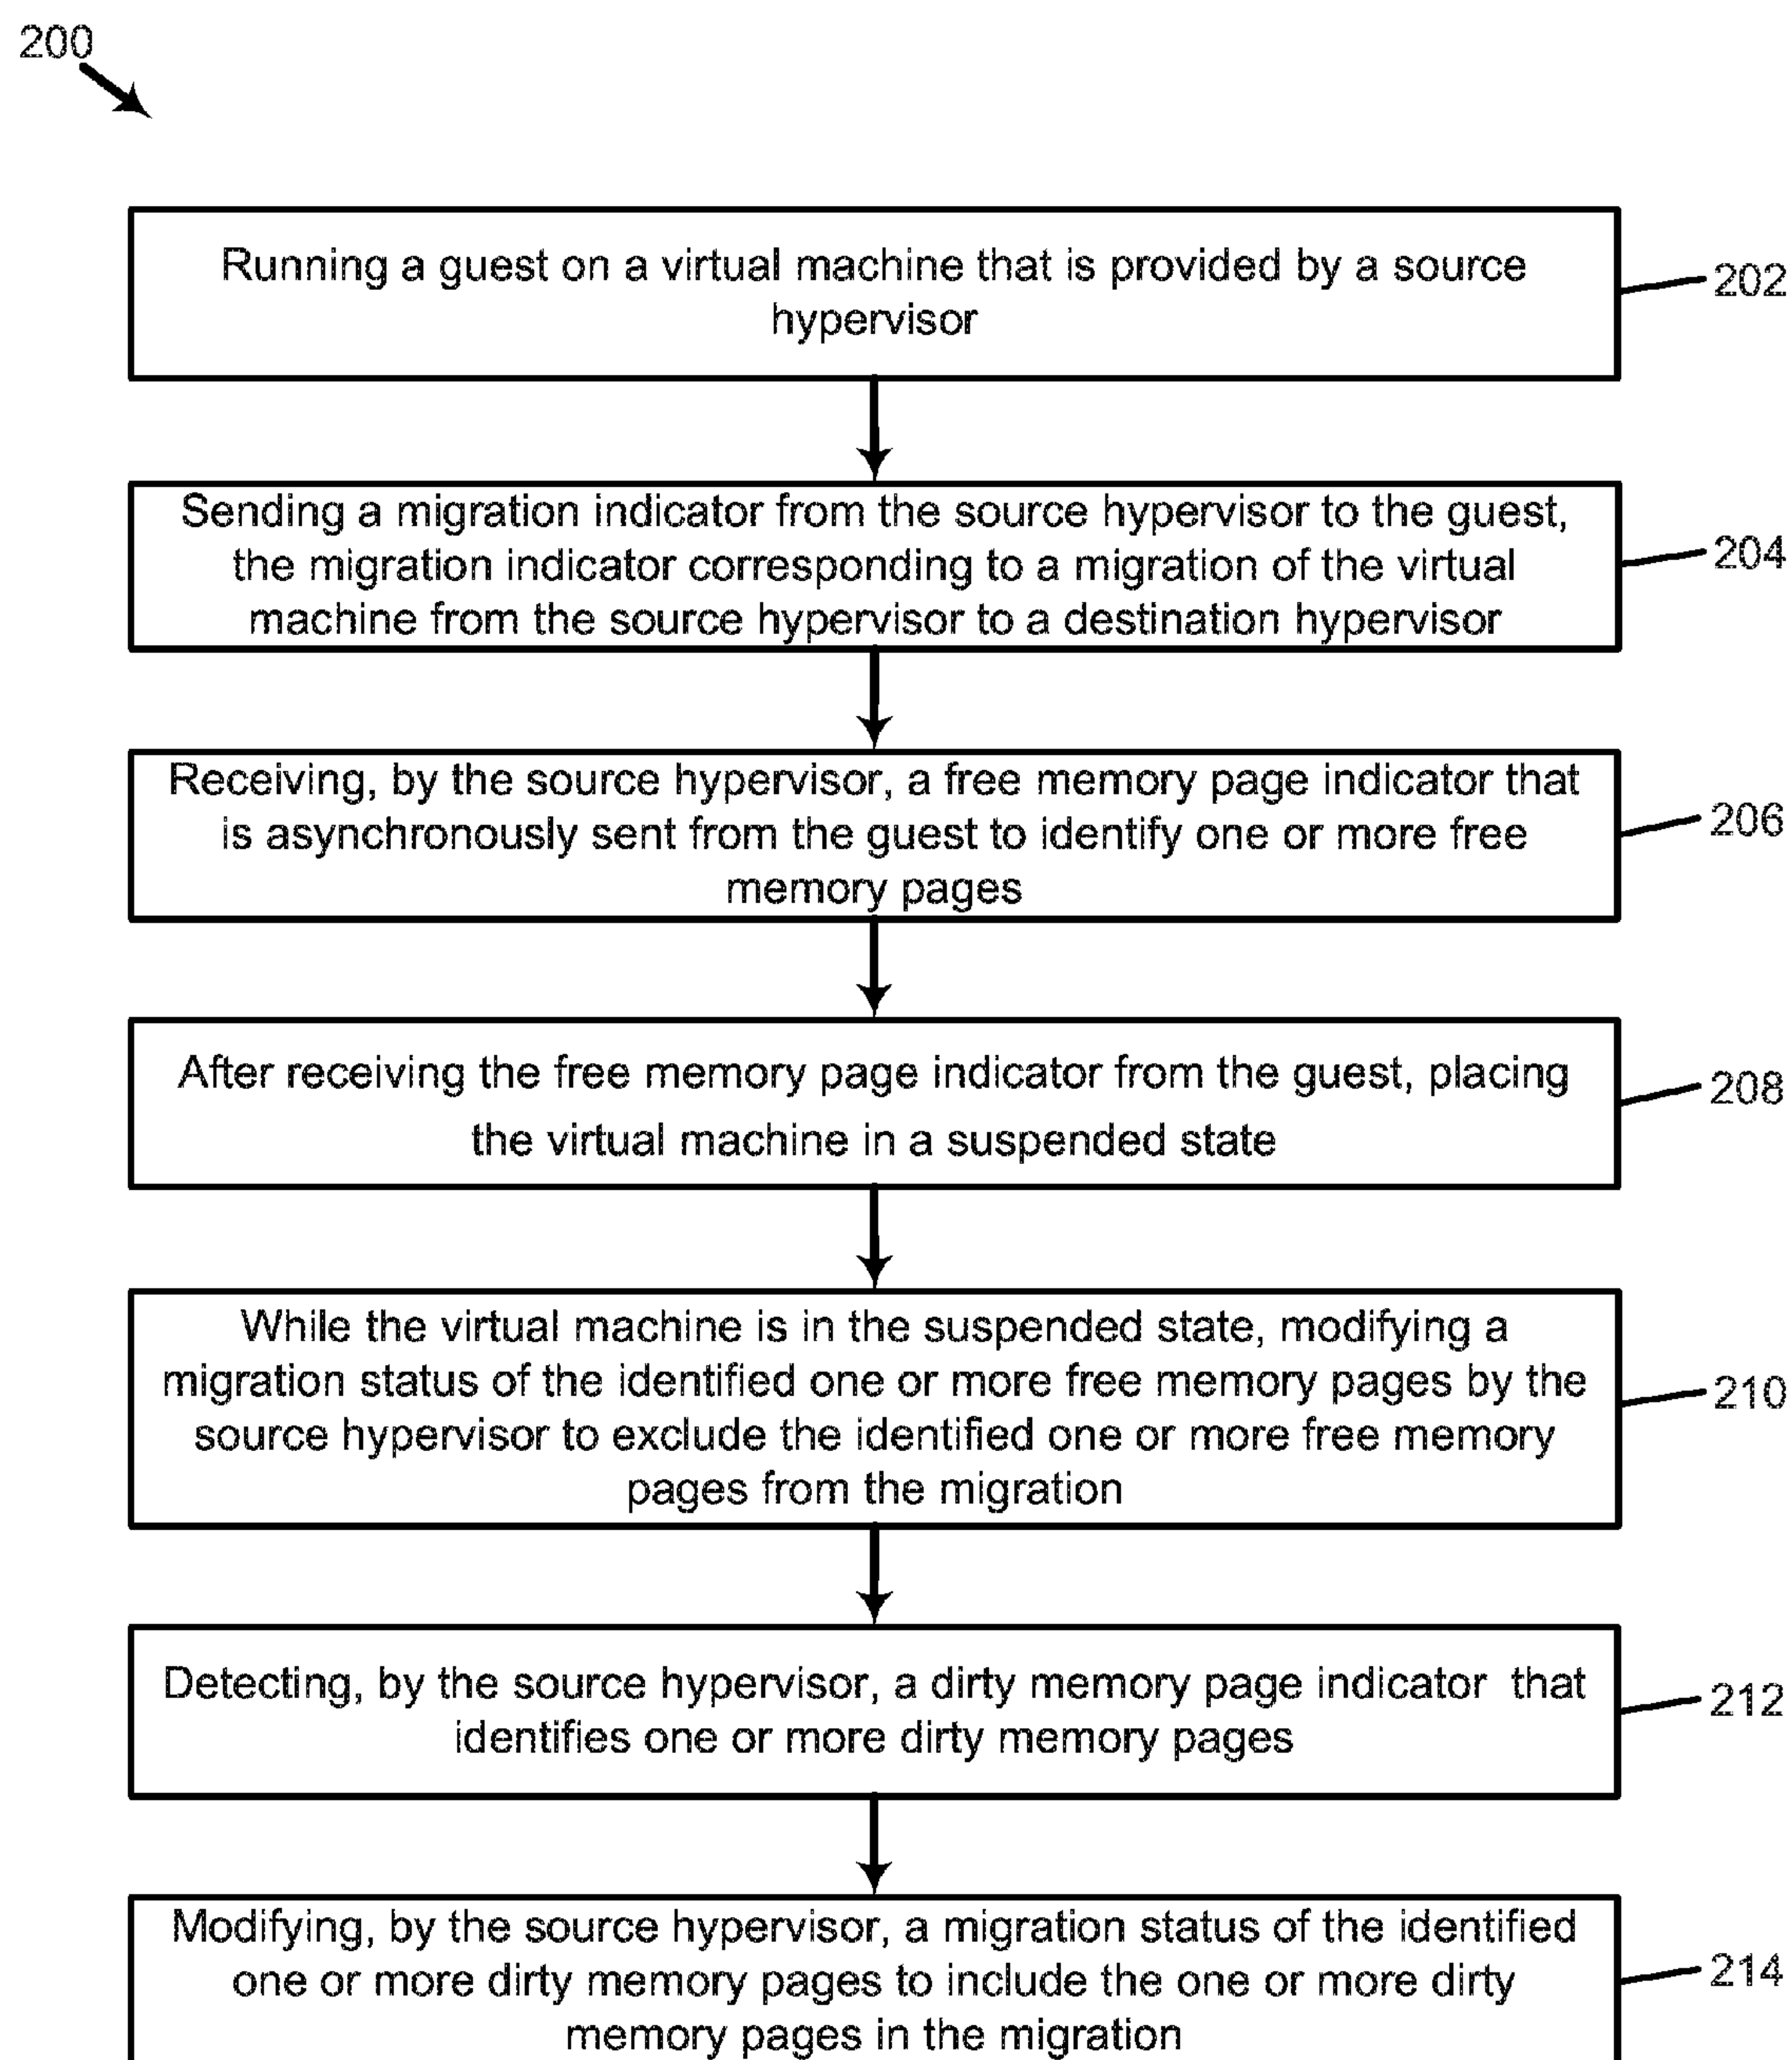 200
Running a guest on a virtual machine that is provided by a source
hypervisor
202
Sending a migration indicator from the source hypervisor to the guest,
the migration indicator corresponding to a migration of the virtual
machine from the source hypervisor to a destination hypervisor
204
Receiving, by the source hypervisor, a free memory page indicator that
is asynchronously sent from the guest to identify one or more free
memory pages
206
After receiving the free memory page indicator from the guest, placing
the virtual machine in a suspended state
208
While the virtual machine is in the suspended state, modifying a
migration status of the identified one or more free memory pages by the
source hypervisor to exclude the identified one or more free memory
pages from the migration
210
Detecting, by the source hypervisor, a dirty memory page indicator that
identifies one or more dirty memory pages
212
Modifying, by the source hypervisor, a migration status of the identified
one or more dirty memory pages to include the one or more dirty
memory pages in the migration
214